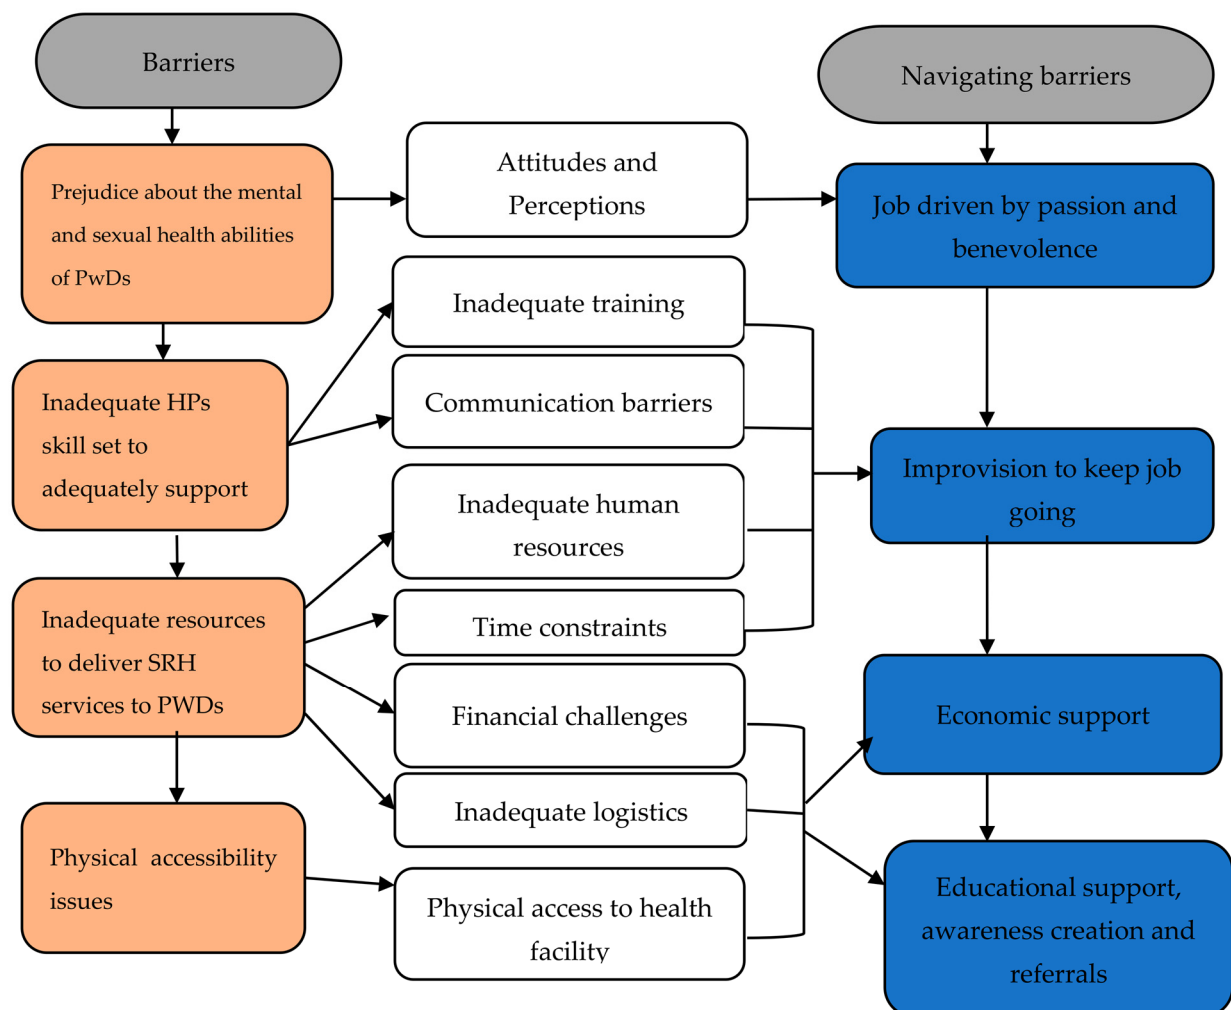 Barriers
Prejudice about the mental
and sexual health abilities
of PwDs
Inadequate HPs
skill set to
adequately support
Inadequate resources
to deliver SRH
services to PWDs
Physical accessibility
issues
Attitudes and
Perceptions
Inadequate training
Communication barriers
Inadequate human
resources
Time constraints
Financial challenges
Inadequate logistics
Physical access to health
facility
Navigating barriers
Job driven by passion and
benevolence
Improvision to keep job
going
Economic support
Educational support,
awareness creation and
referrals